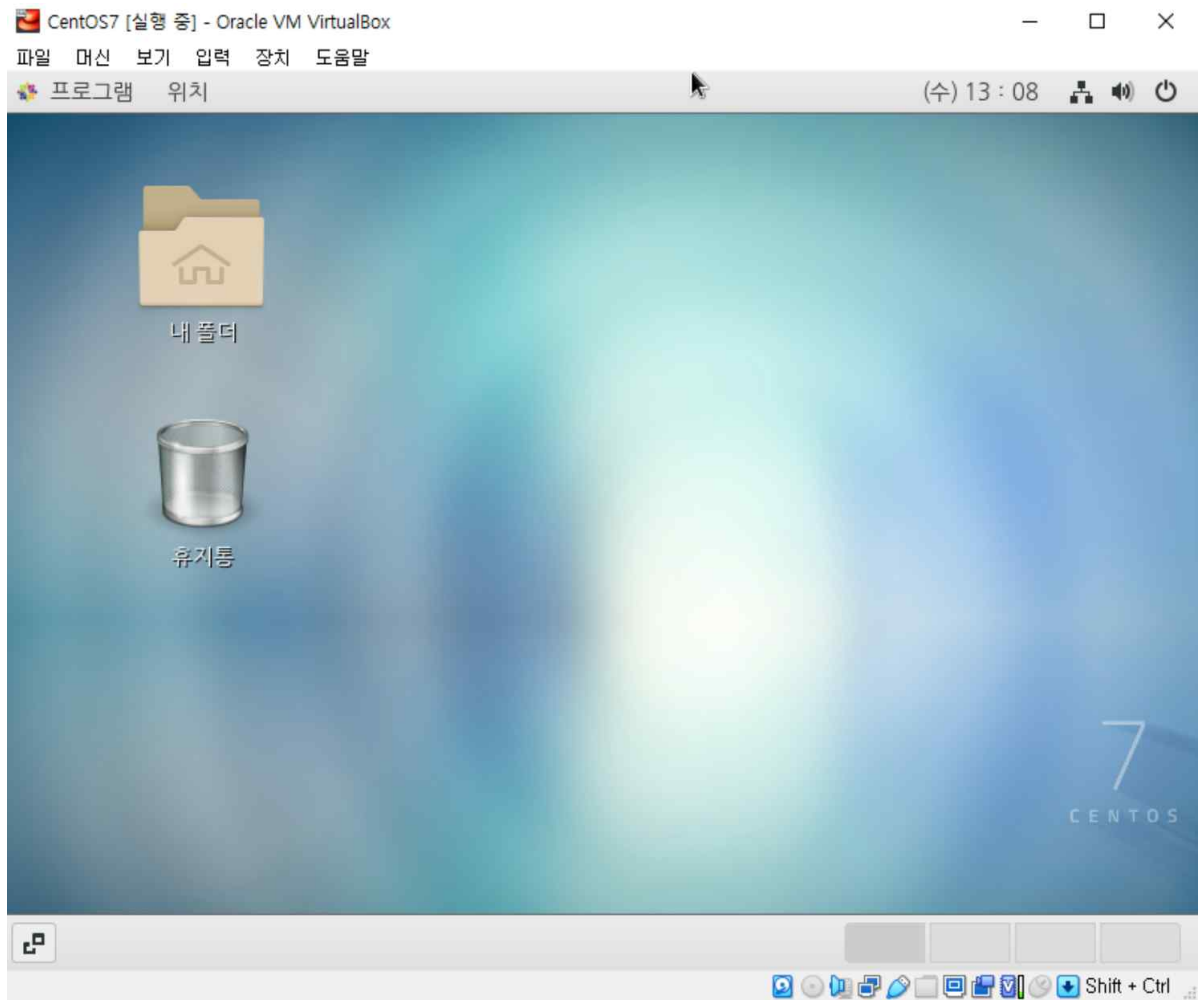 CentOS7 [실행 중] - Oracle VM VirtualBox
파일 머신 보기 입력 장치 도움말
프로그램 위치 (수) 13 : 08
내 폴더
휴지통
7
CENTOS
Shift + Ctrl